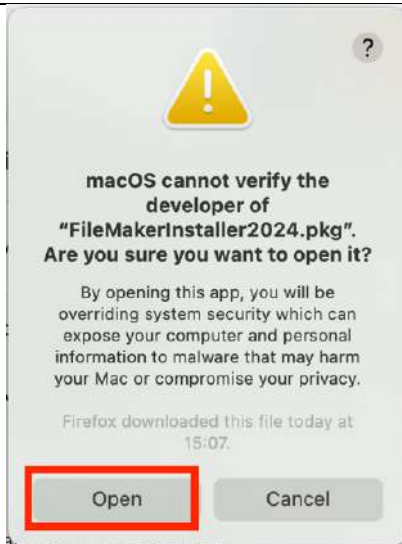 ?
macOS cannot verify the
developer of
“FileMakerInstaller2024.pkg”.
Are you sure you want to open it?
By opening this app, you will be
overriding system security which can
expose your computer and personal
information to malware that may harm
your Mac or compromise your privacy.
Firefox downloaded this file today at
15:07.
Open Cancel